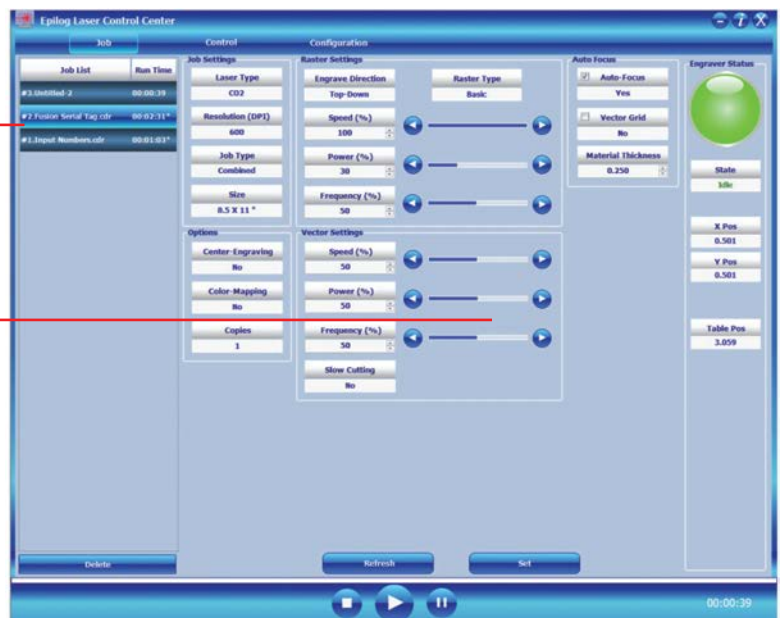 Epilog Laser Control Center
Job
Control
Configuration
Job List
Run Time
#3.Untitled-2
00:00:39
#2.Fusion Serial Tag.cdr
00:02:31*
#1.Input Numbers.cdr
00:01:03*
Delete
Job Settings
Laser Type
CO2
Resolution (DPI)
600
Job Type
Combined
Size
8.5 X 11 "
Options
Center-Engraving
No
Color-Mapping
No
Copies
1
Raster Settings
Engrave Direction
Top-Down
Raster Type
Basic
Speed (%)
100
Power (%)
30
Frequency (%)
50
Vector Settings
Speed (%)
50
Power (%)
50
Frequency (%)
50
Slow Cutting
No
Auto Focus
Auto-Focus
Yes
Vector Grid
No
Material Thickness
0.250
Engraver Status
State
Idle
X Pos
0.501
Y Pos
0.501
Table Pos
3.059
Refresh
Set
00:00:39